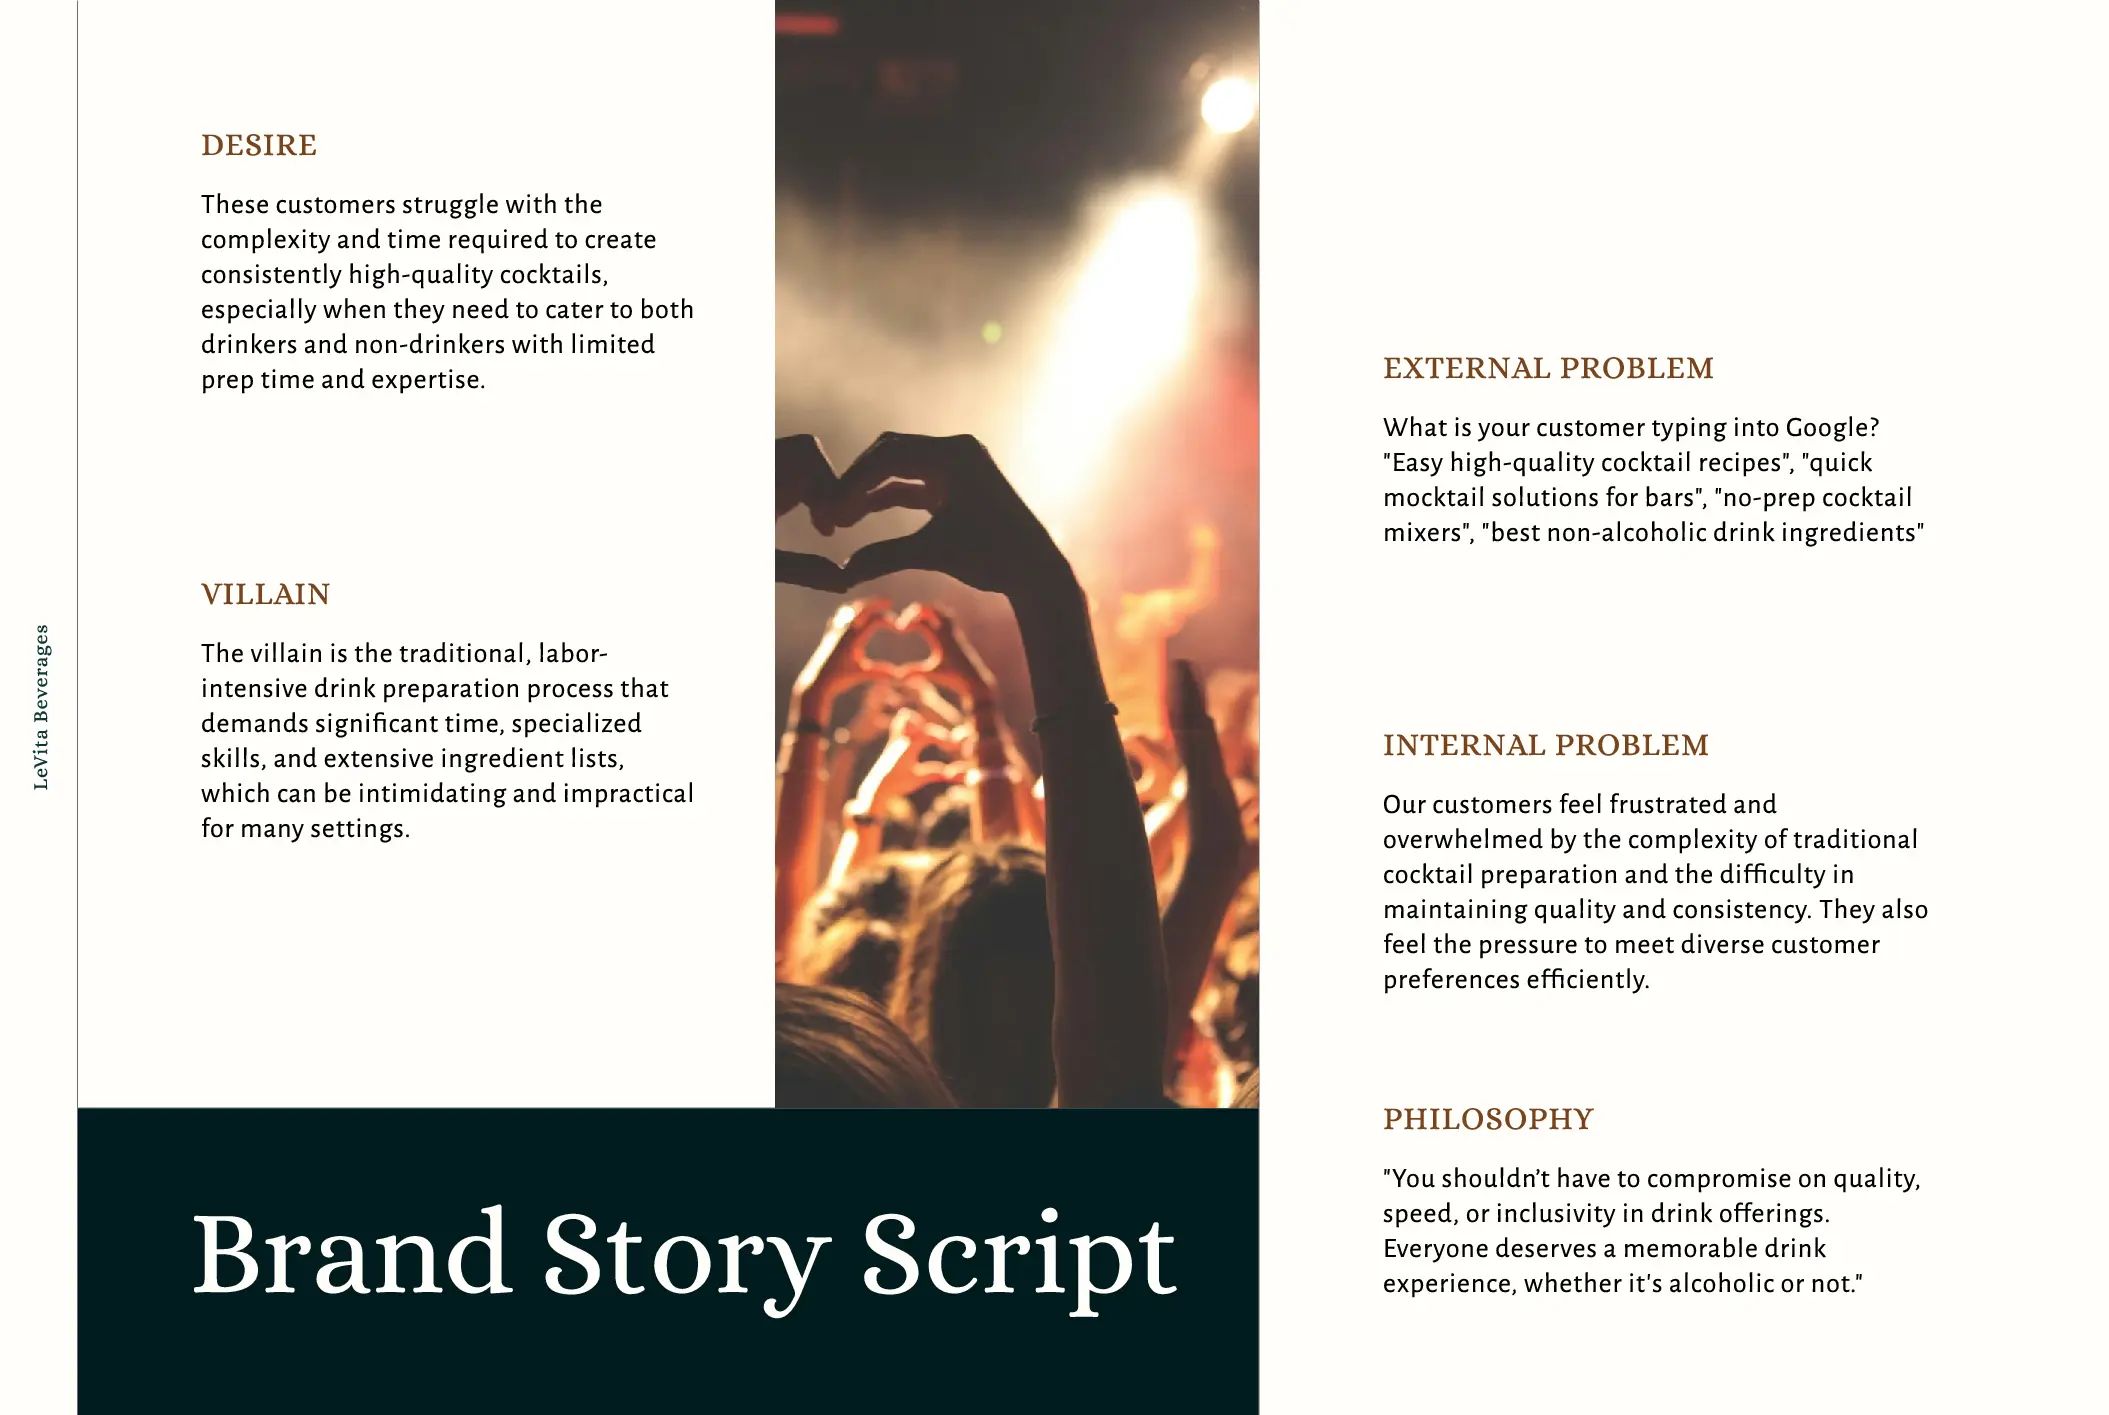 LeVita Beverages
DESIRE
These customers struggle with the
complexity and time required to create
consistently high-quality cocktails,
especially when they need to cater to both
drinkers and non-drinkers with limited
prep time and expertise.
VILLAIN
The villain is the traditional, labor-
intensive drink preparation process that
demands significant time, specialized
skills, and extensive ingredient lists,
which can be intimidating and impractical
for many settings.
Brand Story Script
EXTERNAL PROBLEM
What is your customer typing into Google?
"Easy high-quality cocktail recipes", "quick
mocktail solutions for bars", "no-prep cocktail
mixers", "best non-alcoholic drink ingredients"
INTERNAL PROBLEM
Our customers feel frustrated and
overwhelmed by the complexity of traditional
cocktail preparation and the difficulty in
maintaining quality and consistency. They also
feel the pressure to meet diverse customer
preferences efficiently.
PHILOSOPHY
"You shouldn’t have to compromise on quality,
speed, or inclusivity in drink offerings.
Everyone deserves a memorable drink
experience, whether it's alcoholic or not."